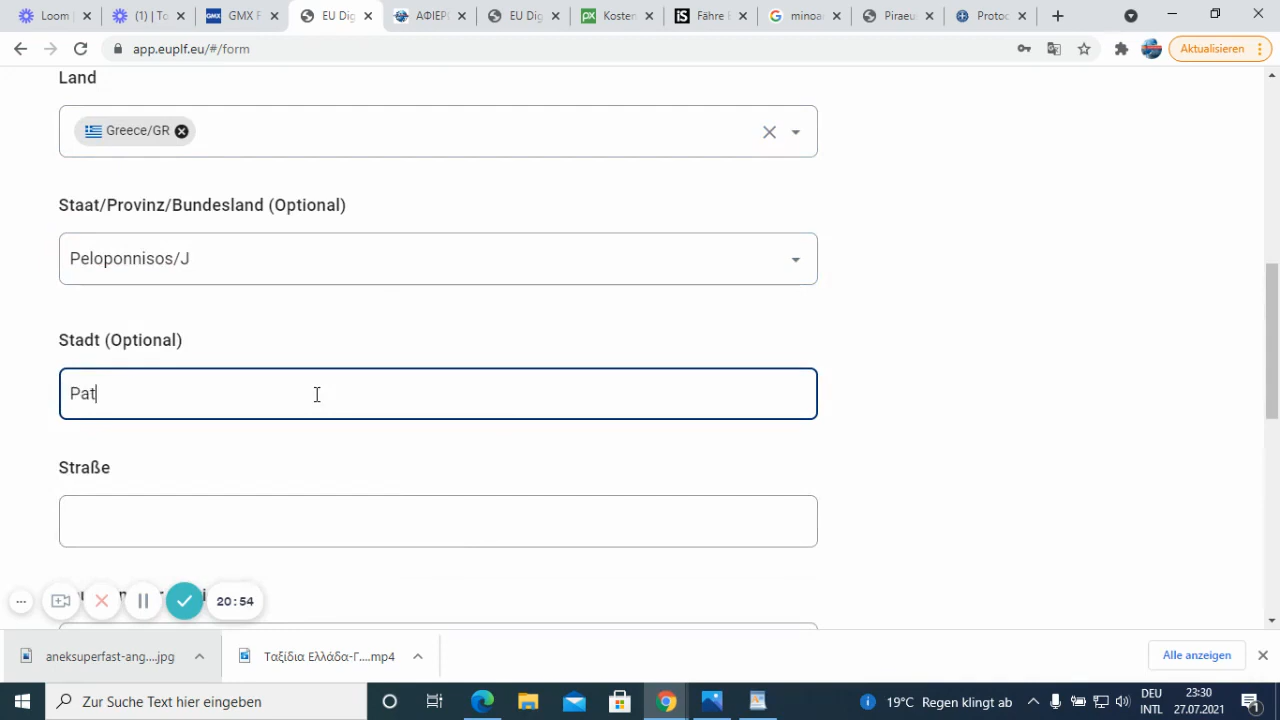 Loom
(1) | To
GMX F
EU Dig
ΑΦΙΕΡ
EU Dig
Kosten
Fähre
minoa
Piraeu
Protoc
app.euplf.eu/#/form
Aktualisieren
Land
Greece/GR
Staat/Provinz/Bundesland (Optional)
Peloponnisos/J
Stadt (Optional)
Pat
Straße
20:54
aneksuperfast-ang....jpg
Ταξίδια Ελλάδα-Γ....mp4
Alle anzeigen
Zur Suche Text hier eingeben
19°C Regen klingt ab
DEU
INTL
23:30
27.07.2021
1